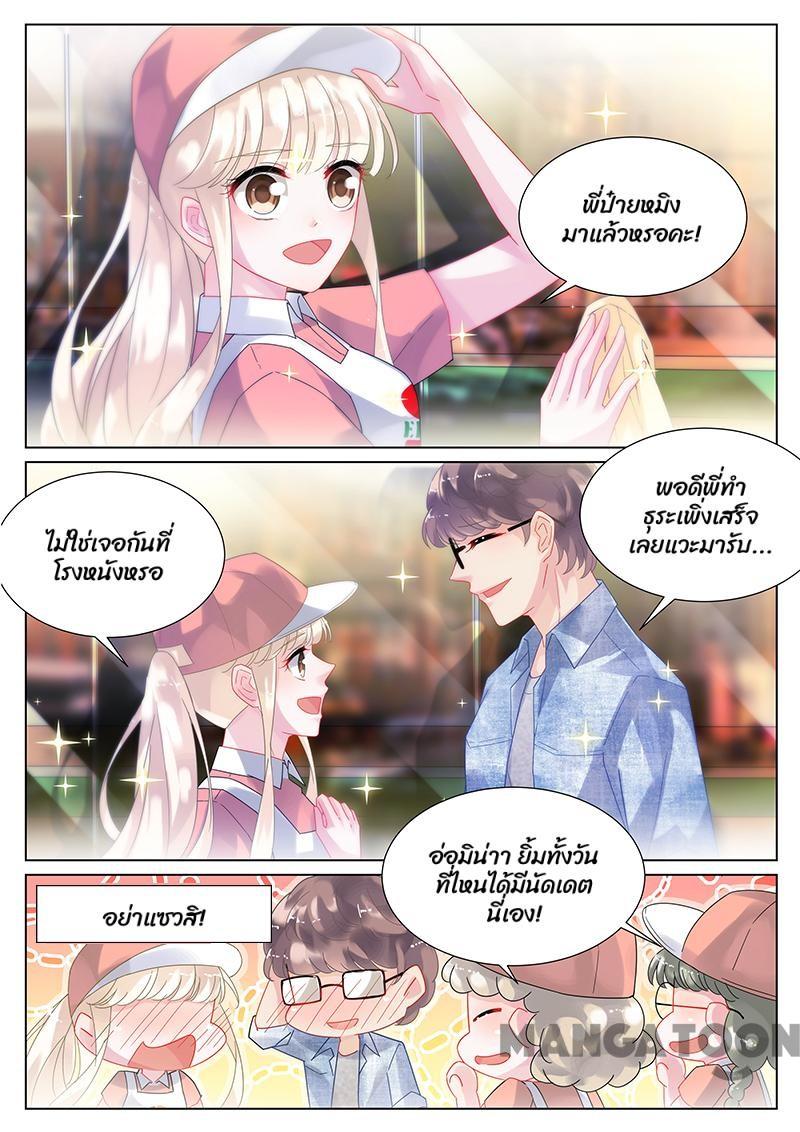 พี่ป๋ายหมิง
มาแล้วหรอคะ!
พอดีพี่ทำ
ธุระเพิ่งเสร็จ
เลยแวะมารับ...
ไม่ใช่เจอกันที่
โรงหนังหรอ
อ่อมิน่าา ยิ้มทั้งวัน
ที่ไหนได้มีนัดเดต
นี่เอง!
อย่าแซวสิ!
MANGATOON